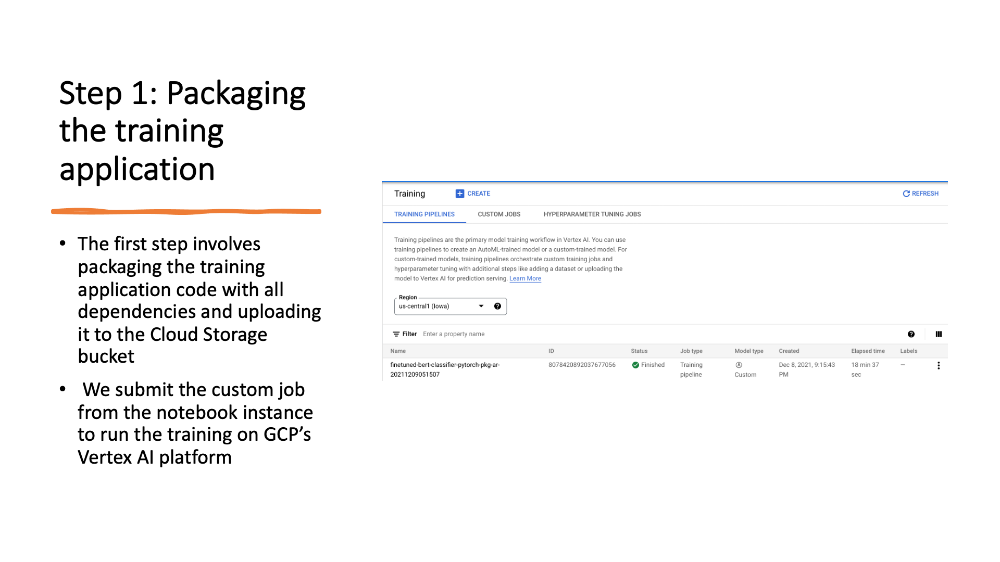 Step 1: Packaging
the training
application
• The first step involves
packaging the training
application code with all
dependencies and uploading
it to the Cloud Storage
bucket
• We submit the custom job
from the notebook instance
to run the training on GCP’s
Vertex AI platform
Training CREATE REFRESH
TRAINING PIPELINES CUSTOM JOBS HYPERPARAMETER TUNING JOBS
Training pipelines are the primary model training workflow in Vertex AI. You can use
training pipelines to create an AutoML-trained model or a custom-trained model. For
custom-trained models, training pipelines orchestrate custom training jobs and
hyperparameter tuning with additional steps like adding a dataset or uploading the
model to Vertex AI for prediction serving. Learn More
Region
us-central1 (Iowa)
Filter Enter a property name
Name ID Status Job type Model type Created Elapsed time Labels
finetuned-bert-classifier-pytorch-pkg-ar- 8078420892037677056 Finished Training Dec 8, 2021, 9:15:43 18 min 37 —
20211209051507 pipeline Custom PM sec